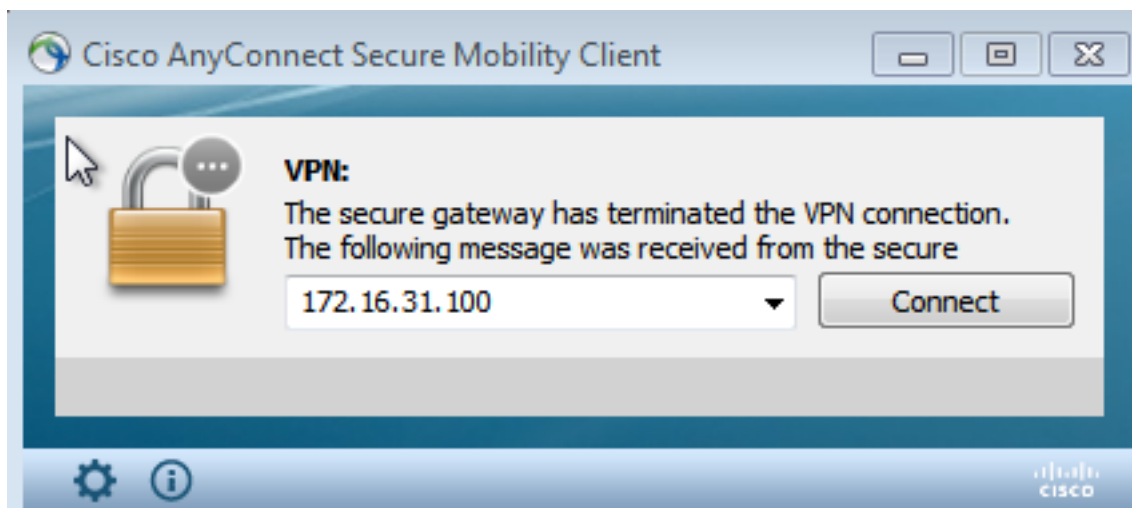 Cisco AnyConnect Secure Mobility Client
VPN:
The secure gateway has terminated the VPN connection.
The following message was received from the secure
172.16.31.100
Connect
CISCO